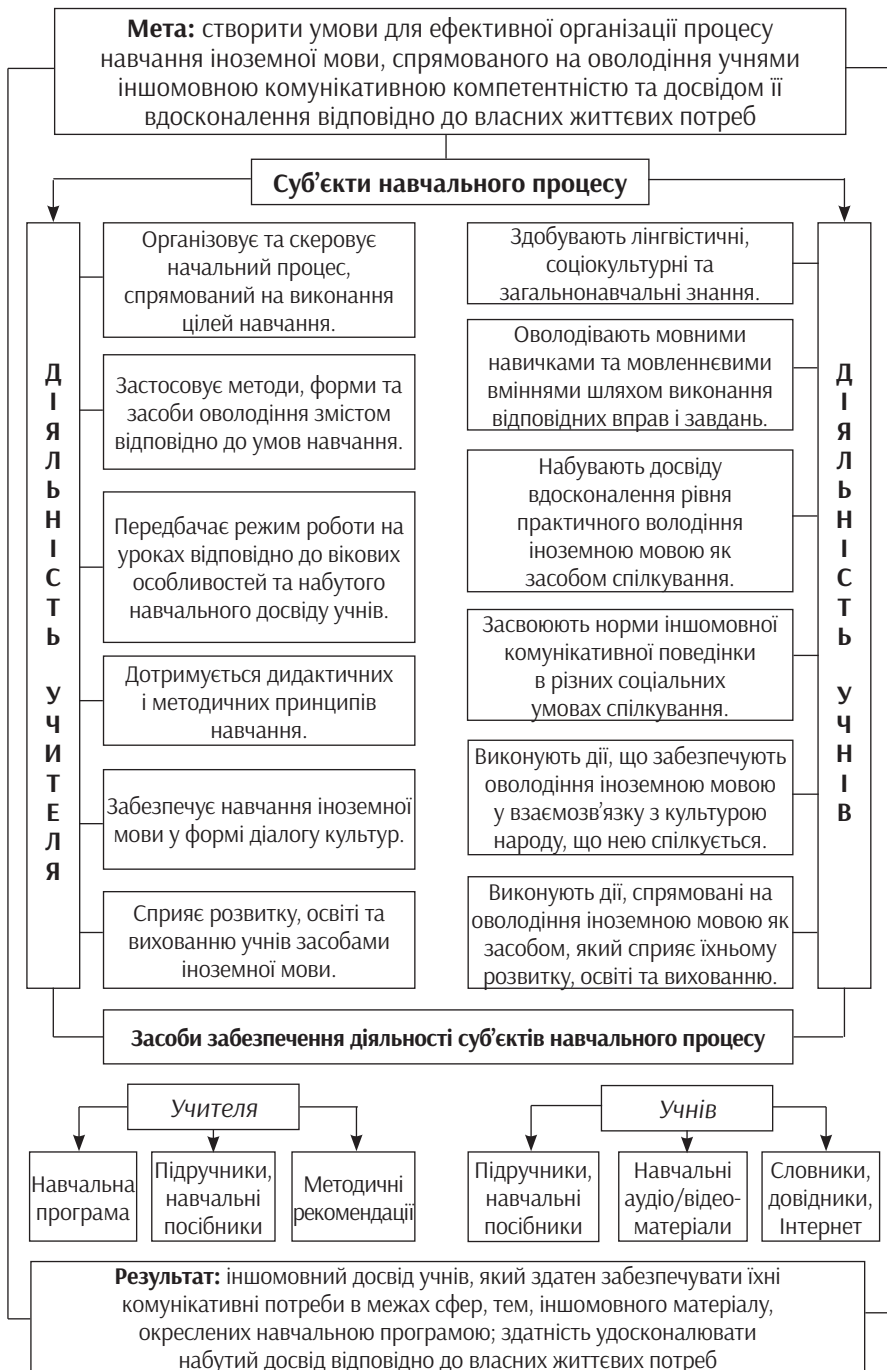 Мета: створити умови для ефективної організації процесу
навчання іноземної мови, спрямованого на оволодіння учнями
іншомовною комунікативною компетентністю та досвідом її
вдосконалення відповідно до власних життєвих потреб
Суб’єкти навчального процесу
ДІЯЛЬНІСТЬ УЧИТЕЛЯ
Організовує та скеровує
начальний процес,
спрямований на виконання
цілей навчання.
Застосовує методи, форми та
засоби оволодіння змістом
відповідно до умов навчання.
Передбачає режим роботи на
уроках відповідно до вікових
особливостей та набутого
навчального досвіду учнів.
Дотримується дидактичних
і методичних принципів
навчання.
Забезпечує навчання іноземної
мови у формі діалогу культур.
Сприяє розвитку, освіті та
вихованню учнів засобами
іноземної мови.
Здобувають лінгвістичні,
соціокультурні та
загальнонавчальні знання.
Оволодівають мовними
навичками та мовленнєвими
вміннями шляхом виконання
відповідних вправ і завдань.
Набувають досвіду
вдосконалення рівня
практичного володіння
іноземною мовою як
засобом спілкування.
Засвоюють норми іншомовної
комунікативної поведінки
в різних соціальних
умовах спілкування.
Виконують дії, що забезпечують
оволодіння іноземною мовою
у взаємозв’язку з культурою
народу, що нею спілкується.
Виконують дії, спрямовані на
оволодіння іноземною мовою як
засобом, який сприяє їхньому
розвитку, освіті та вихованню.
ДІЯЛЬНІСТЬ УЧНІВ
Засоби забезпечення діяльності суб’єктів навчального процесу
Учителя
Навчальна
програма
Підручники,
навчальні
посібники
Методичні
рекомендації
Учнів
Підручники,
навчальні
посібники
Навчальні
аудіо/відео-
матеріали
Словники,
довідники,
Інтернет
Результат: іншомовний досвід учнів, який здатен забезпечувати їхні
комунікативні потреби в межах сфер, тем, іншомовного матеріалу,
окреслених навчальною програмою; здатність удосконалювати
набутий досвід відповідно до власних життєвих потреб